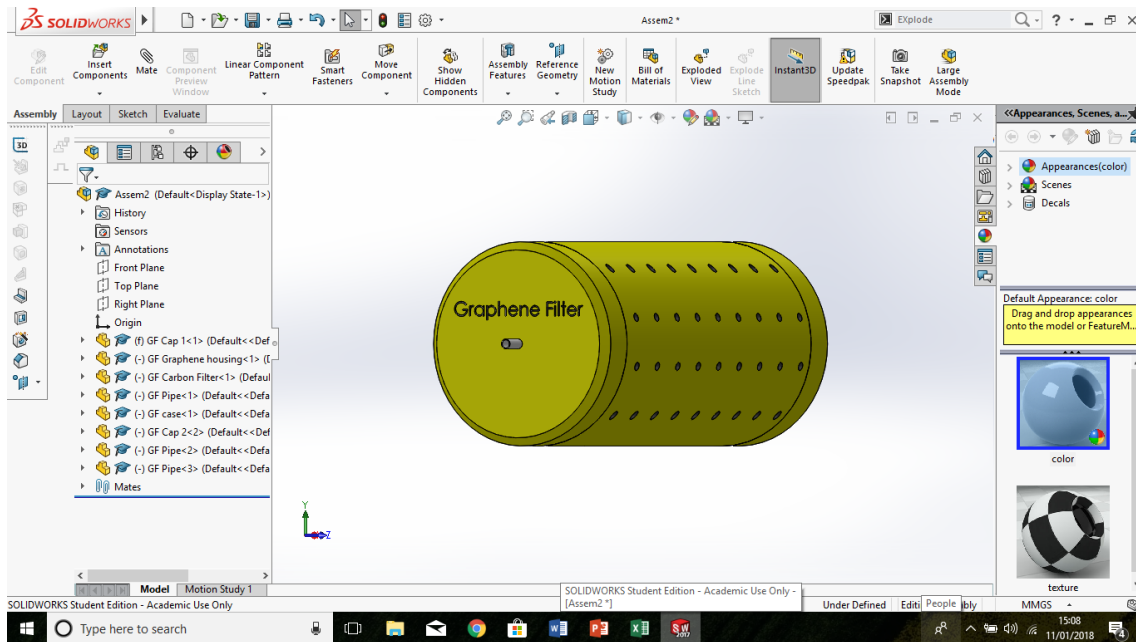 SOLIDWORKS
Assem2 *
EXplode
Edit Component
Insert Components
Mate
Component Preview Window
Linear Component Pattern
Smart Fasteners
Move Component
Show Hidden Components
Assembly Features
Reference Geometry
New Motion Study
Bill of Materials
Exploded View
Explode Line Sketch
Instant3D
Update Speedpak
Take Snapshot
Large Assembly Mode
Assembly
Layout
Sketch
Evaluate
<<Appearances, Scenes, a...
3D
Assem2 (Default<Display State-1>)
History
Sensors
A Annotations
Front Plane
Top Plane
Right Plane
Origin
(f) GF Cap 1<1> (Default<<Def
(-) GF Graphene housing<1> (D
(-) GF Carbon Filter<1> (Defaul
(-) GF Pipe<1> (Default<<Defa
(-) GF case<1> (Default<<Defa
(-) GF Cap 2<2> (Default<<Def
(-) GF Pipe<2> (Default<<Defa
(-) GF Pipe<3> (Default<<Defa
Mates
Graphene Filter
Y
Z
Appearances(color)
Scenes
Decals
Default Appearance: color
Drag and drop appearances
onto the model or FeatureM...
color
texture
Model
Motion Study 1
SOLIDWORKS Student Edition - Academic Use Only -
[Assem2 *]
SOLIDWORKS Student Edition - Academic Use Only
Under Defined
Editi
People
bly
MMGS
Type here to search
15:08
11/01/2018